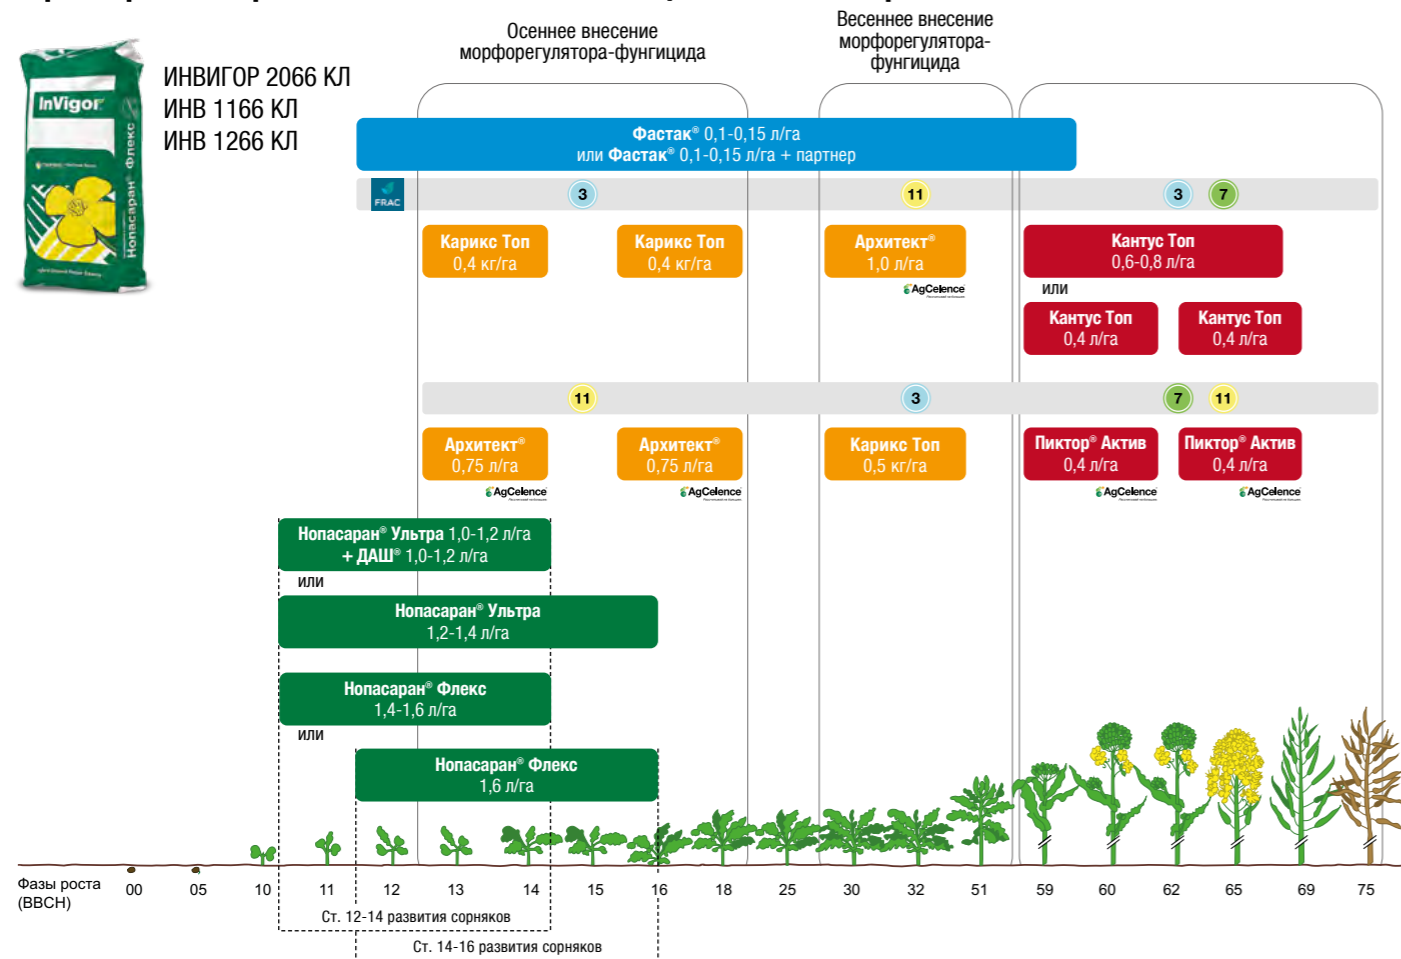 Осеннее внесение
морфорегулятора-фунгицида
Весеннее внесение
морфорегулятора-
фунгицида
InVigor
Нопасаран® Флекс
ИНВИГОР 2066 КЛ
ИНВ 1166 КЛ
ИНВ 1266 КЛ
Фастак® 0,1-0,15 л/га
или Фастак® 0,1-0,15 л/га + партнер
FRAC
3
11
3
7
Карикс Топ
0,4 кг/га
Карикс Топ
0,4 кг/га
Архитект®
1,0 л/га
AgCelence
Кантус Топ
0,6-0,8 л/га
или
Кантус Топ
0,4 л/га
Кантус Топ
0,4 л/га
11
3
7
11
Архитект®
0,75 л/га
AgCelence
Архитект®
0,75 л/га
AgCelence
Карикс Топ
0,5 кг/га
Пиктор® Актив
0,4 л/га
AgCelence
Пиктор® Актив
0,4 л/га
AgCelence
Нопасаран® Ультра 1,0-1,2 л/га
+ ДАШ® 1,0-1,2 л/га
или
Нопасаран® Ультра
1,2-1,4 л/га
Нопасаран® Флекс
1,4-1,6 л/га
или
Нопасаран® Флекс
1,6 л/га
Фазы роста
(BBCH)
00 05 10 11 12 13 14 15 16 18 25 30 32 51 59 60 62 65 69 75
Ст. 12-14 развития сорняков
Ст. 14-16 развития сорняков